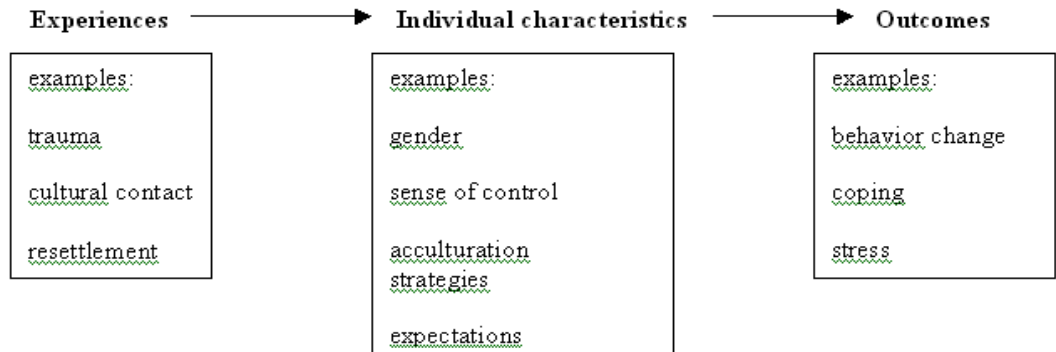 Experiences
Individual characteristics
Outcomes
examples:
trauma
cultural contact
resettlement
examples:
gender
sense of control
acculturation
strategies
expectations
examples:
behavior change
coping
stress